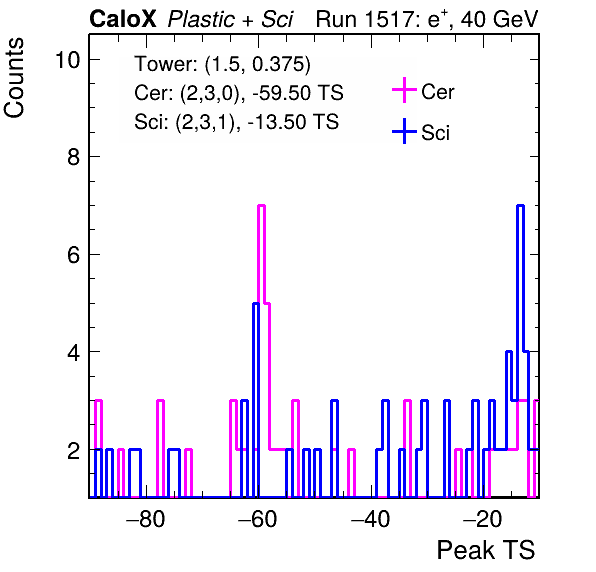 CaloX Plastic + Sci Run 1517: e+, 40 GeV
Counts
Tower: (1.5, 0.375)
Cer: (2,3,0), -59.50 TS
Sci: (2,3,1), -13.50 TS
Cer
Sci
10
8
6
4
2
−80 −60 −40 −20
Peak TS